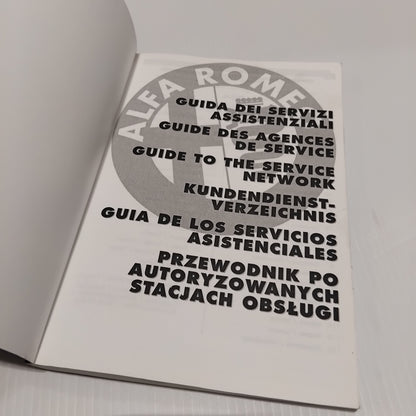 ALFA ROME
GUIDA DEI SERVIZI
ASSISTENZIALI
GUIDE DES AGENCES
DE SERVICE
GUIDE TO THE SERVICE
NETWORK
KUNDENDIENST-
VERZEICHNIS
GUIA DE LOS SERVICIOS
ASISTENCIALES
PRZEWODNIK PO
AUTORYZOWANYCH
STACJACH OBSŁUGI